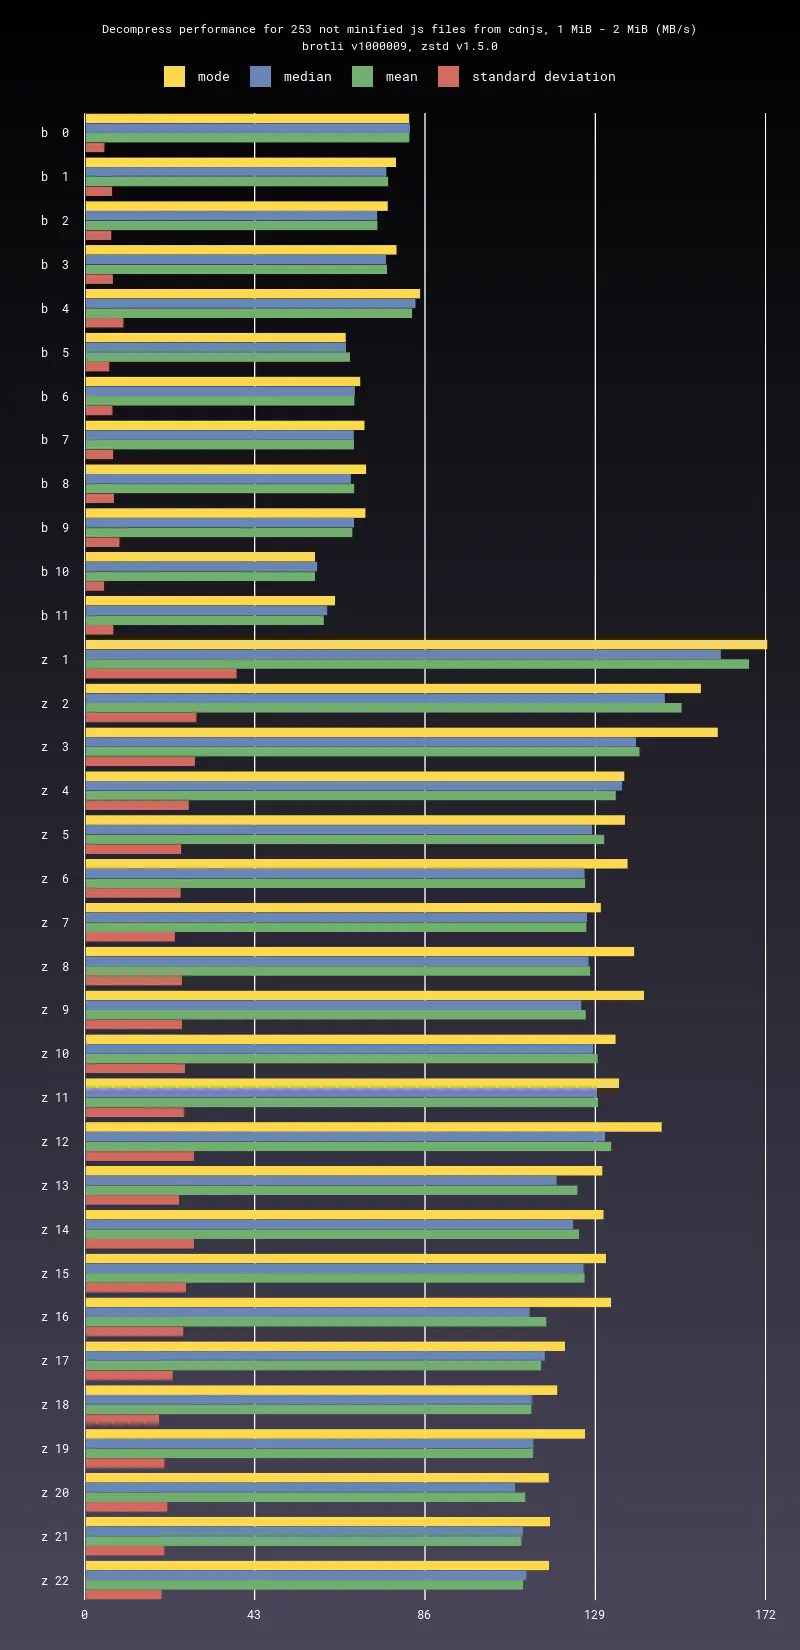 Decompress performance for 253 not minified js files from cdnjs, 1 MiB - 2 MiB (MB/s)
brotli v1000009, zstd v1.5.0
mode median mean standard deviation
b 0
b 1
b 2
b 3
b 4
b 5
b 6
b 7
b 8
b 9
b 10
b 11
z 1
z 2
z 3
z 4
z 5
z 6
z 7
z 8
z 9
z 10
z 11
z 12
z 13
z 14
z 15
z 16
z 17
z 18
z 19
z 20
z 21
z 22
0 43 86 129 172